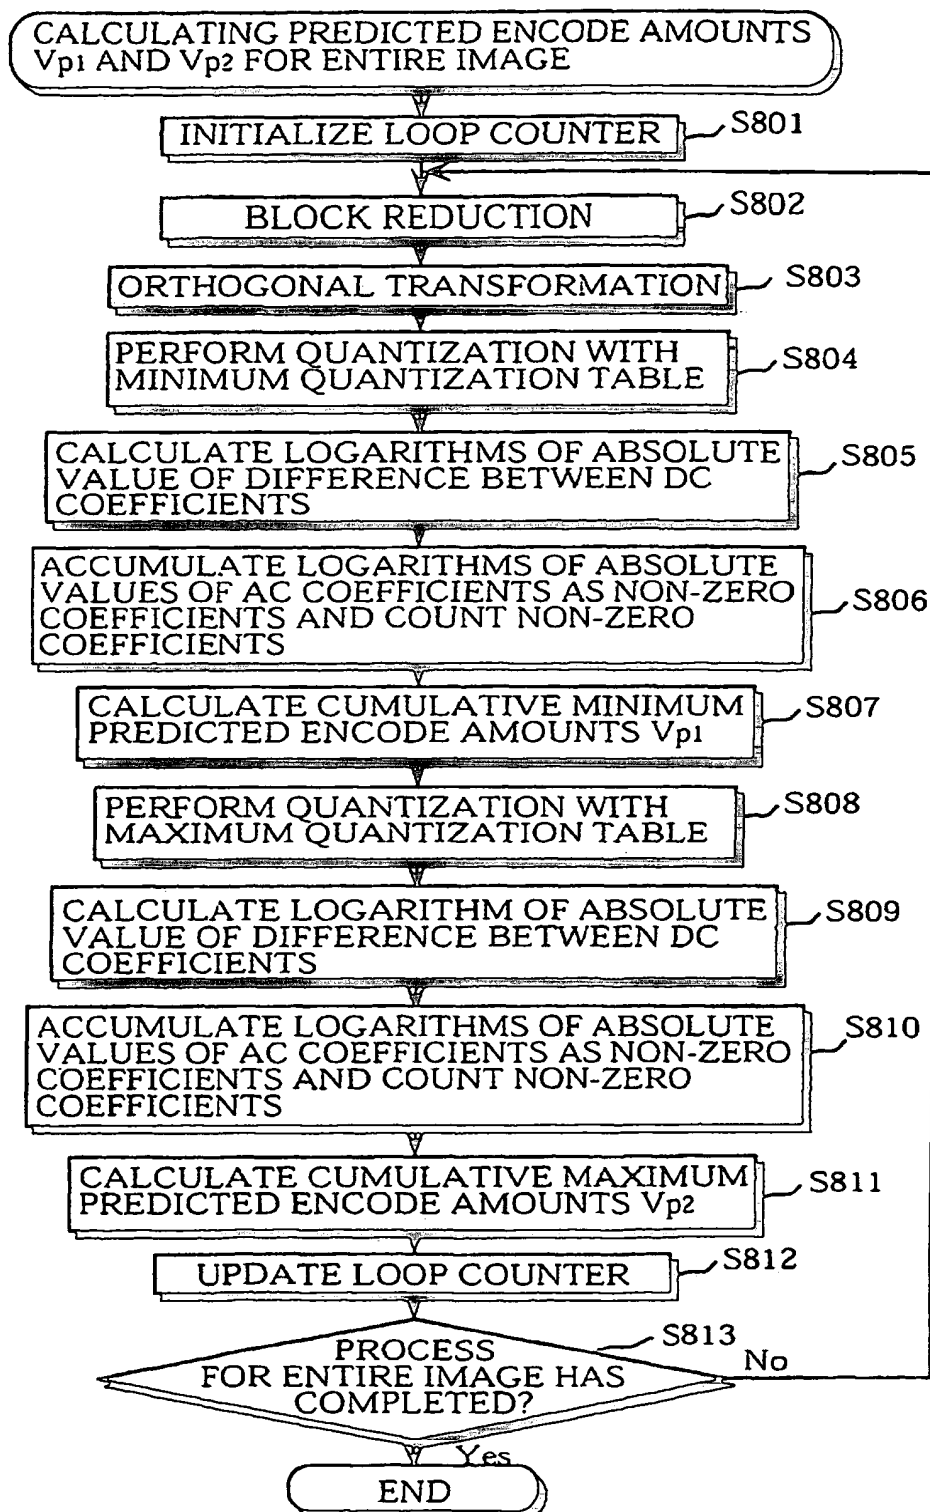 CALCULATING PREDICTED ENCODE AMOUNTS
Vp1 AND Vp2 FOR ENTIRE IMAGE
INITIALIZE LOOP COUNTER
S801
BLOCK REDUCTION
S802
ORTHOGONAL TRANSFORMATION
S803
PERFORM QUANTIZATION WITH
MINIMUM QUANTIZATION TABLE
S804
CALCULATE LOGARITHMS OF ABSOLUTE
VALUE OF DIFFERENCE BETWEEN DC
COEFFICIENTS
S805
ACCUMULATE LOGARITHMS OF ABSOLUTE
VALUES OF AC COEFFICIENTS AS NON-ZERO
COEFFICIENTS AND COUNT NON-ZERO
COEFFICIENTS
S806
CALCULATE CUMULATIVE MINIMUM
PREDICTED ENCODE AMOUNTS Vp1
S807
PERFORM QUANTIZATION WITH
MAXIMUM QUANTIZATION TABLE
S808
CALCULATE LOGARITHM OF ABSOLUTE
VALUE OF DIFFERENCE BETWEEN DC
COEFFICIENTS
S809
ACCUMULATE LOGARITHMS OF ABSOLUTE
VALUES OF AC COEFFICIENTS AS NON-ZERO
COEFFICIENTS AND COUNT NON-ZERO
COEFFICIENTS
S810
CALCULATE CUMULATIVE MAXIMUM
PREDICTED ENCODE AMOUNTS Vp2
S811
UPDATE LOOP COUNTER
S812
PROCESS
FOR ENTIRE IMAGE HAS
COMPLETED?
S813
No
Yes
END